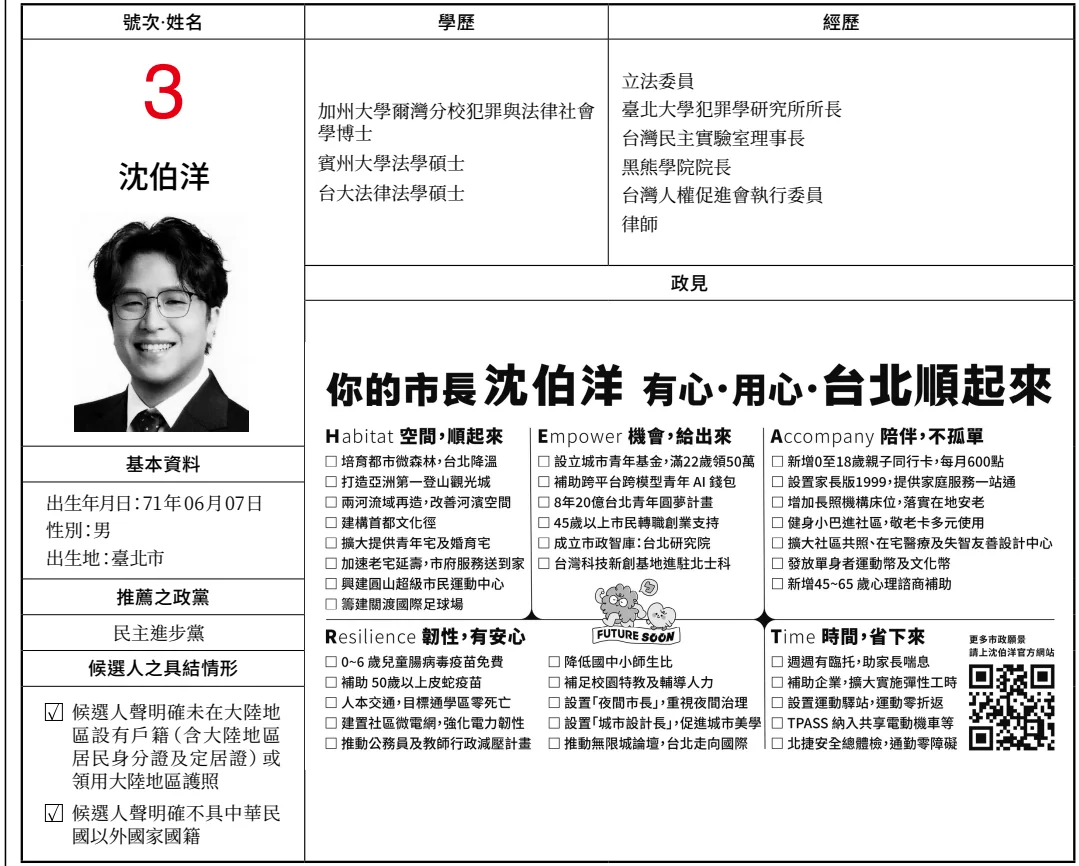 號次·姓名
3
沈伯洋
基本資料
出生年月日：71年06月07日
性別：男
出生地：臺北市
推薦之政黨
民主進步黨
候選人之具結情形
☑ 候選人聲明確未在大陸地
區設有戶籍（含大陸地區
居民身分證及定居證）或
領用大陸地區護照
☑ 候選人聲明確不具中華民
國以外國家國籍
學歷
加州大學爾灣分校犯罪與法律社會
學博士
賓州大學法學碩士
台大法律法學碩士
經歷
立法委員
臺北大學犯罪學研究所所長
台灣民主實驗室理事長
黑熊學院院長
台灣人權促進會執行委員
律師
政見
你的市長沈伯洋 有心·用心·台北順起來
Habitat 空間，順起來
□ 培育都市微森林，台北降溫
□ 打造亞洲第一登山觀光城
□ 兩河流域再造，改善河濱空間
□ 建構首都文化徑
□ 擴大提供青年宅及婚育宅
□ 加速老宅延壽，市府服務送到家
□ 興建圓山超級市民運動中心
□ 籌建關渡國際足球場
Empower 機會，給出來
□ 設立城市青年基金，滿22歲領50萬
□ 補助跨平台跨模型青年 AI 錢包
□ 8年20億台北青年圓夢計畫
□ 45歲以上市民轉職創業支持
□ 成立市政智庫：台北研究院
□ 台灣科技新創基地進駐北士科
FUTURE SOON
Accompany 陪伴，不孤單
□ 新增0至18歲親子同行卡，每月600點
□ 設置家長版1999，提供家庭服務一站通
□ 增加長照機構床位，落實在地安老
□ 健身小巴進社區，敬老卡多元使用
□ 擴大社區共照、在宅醫療及失智友善設計中心
□ 發放單身者運動幣及文化幣
□ 新增45~65 歲心理諮商補助
Resilience 韌性，有安心
□ 0~6 歲兒童腸病毒疫苗免費
□ 補助 50歲以上皮蛇疫苗
□ 人本交通，目標通學區零死亡
□ 建置社區微電網，強化電力韌性
□ 推動公務員及教師行政減壓計畫
□ 降低國中小師生比
□ 補足校園特教及輔導人力
□ 設置「夜間市長」，重視夜間治理
□ 設置「城市設計長」，促進城市美學
□ 推動無限城論壇，台北走向國際
Time 時間，省下來
□ 週週有臨托，助家長喘息
□ 補助企業，擴大實施彈性工時
□ 設置運動驛站，運動零折返
□ TPASS 納入共享電動機車等
□ 北捷安全總體檢，通勤零障礙
更多市政願景
請上沈伯洋官方網站